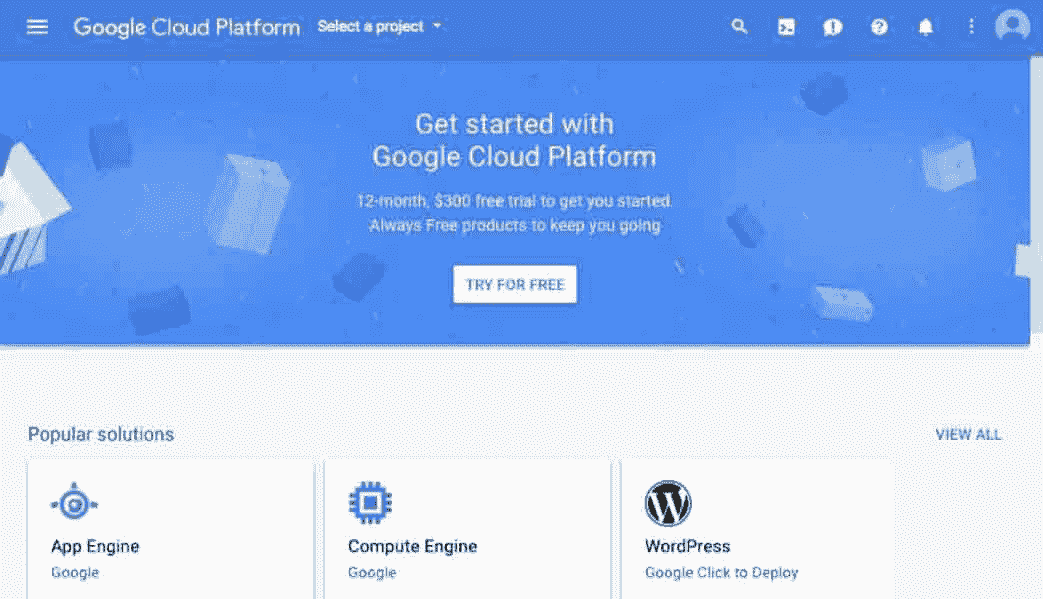 Google Cloud Platform Select a project
Get started with
Google Cloud Platform
12-month, $300 free trial to get you started
Always Free products to keep you going
TRY FOR FREE
Popular solutions VIEW ALL
App Engine Compute Engine WordPress
Google Google Google Click to Deploy